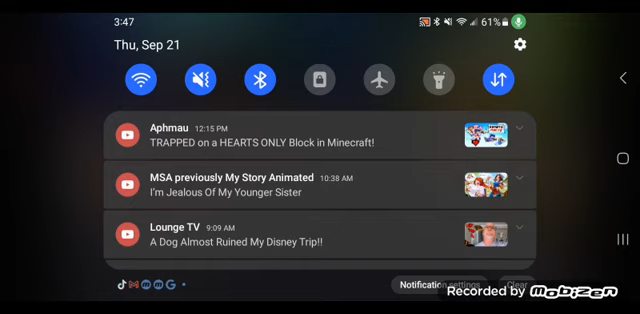 3:47
61%
Thu, Sep 21
Aphmau 12:15 PM
TRAPPED on a HEARTS ONLY Block in Minecraft!
MSA previously My Story Animated 10:38 AM
I'm Jealous Of My Younger Sister
Lounge TV 9:09 AM
A Dog Almost Ruined My Disney Trip!!
Notification settings
Clear
Recorded by mobizen